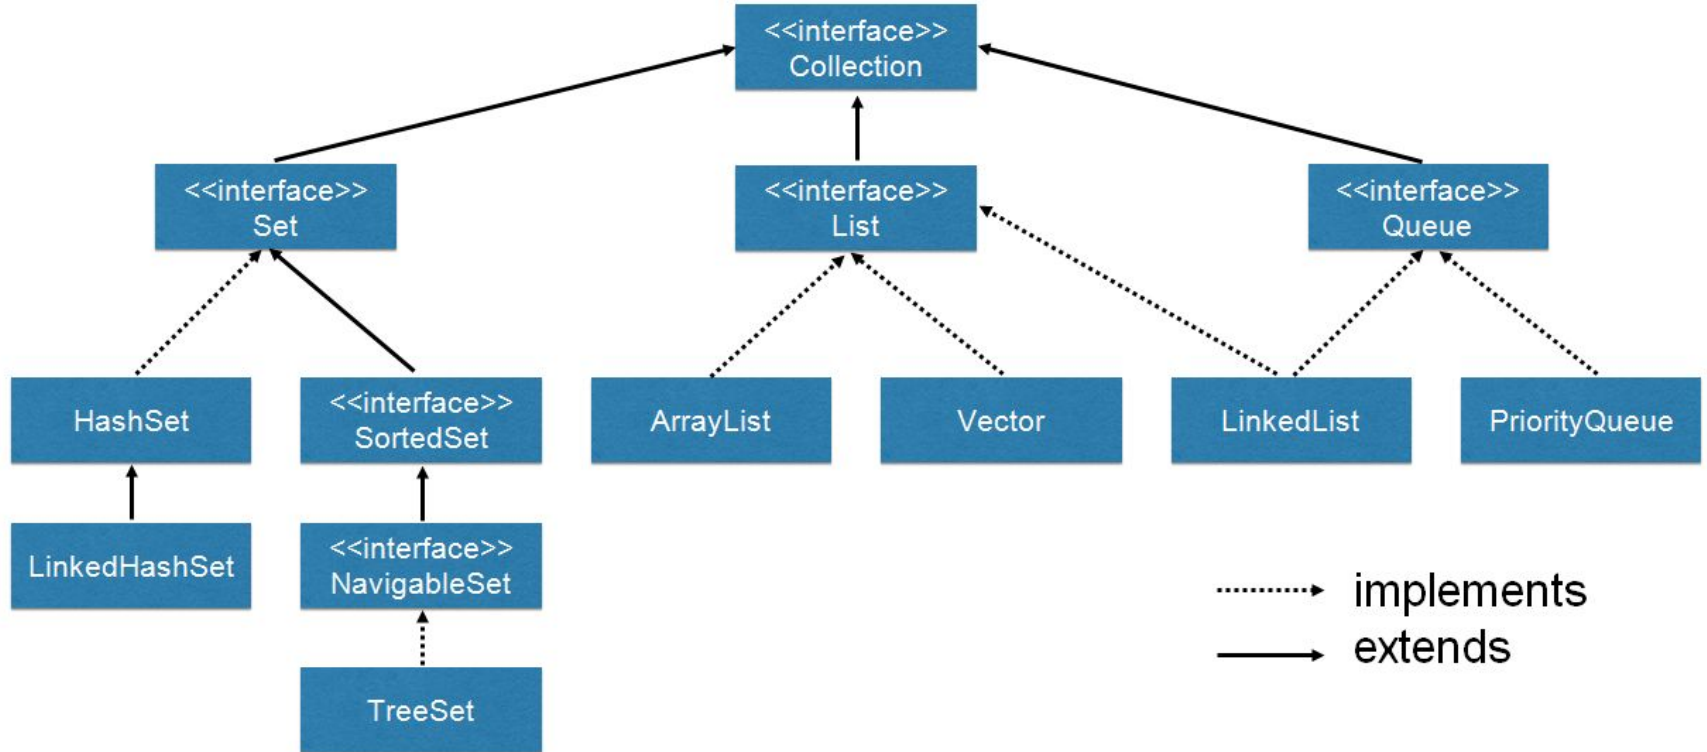 <<interface>>
Collection
<<interface>>
Set
<<interface>>
List
<<interface>>
Queue
HashSet
<<interface>>
SortedSet
ArrayList
Vector
LinkedList
PriorityQueue
LinkedHashSet
<<interface>>
NavigableSet
implements
extends
TreeSet